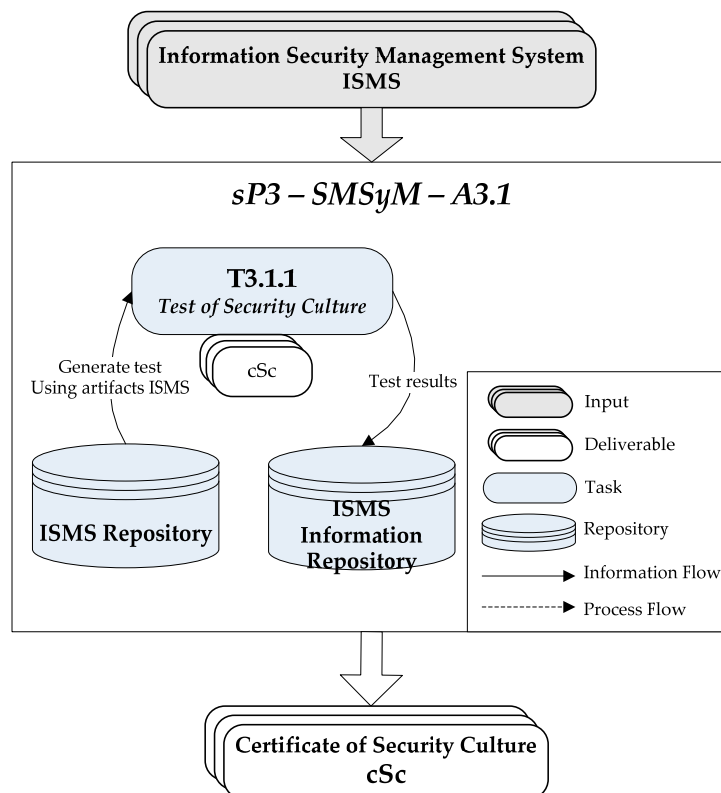 Information Security Management System
ISMS
sP3 – SMSyM – A3.1
T3.1.1
Test of Security Culture
cSc
Generate test
Using artifacts ISMS
Test results
ISMS Repository
ISMS
Information
Repository
Input
Deliverable
Task
Repository
Information Flow
Process Flow
Certificate of Security Culture
cSc